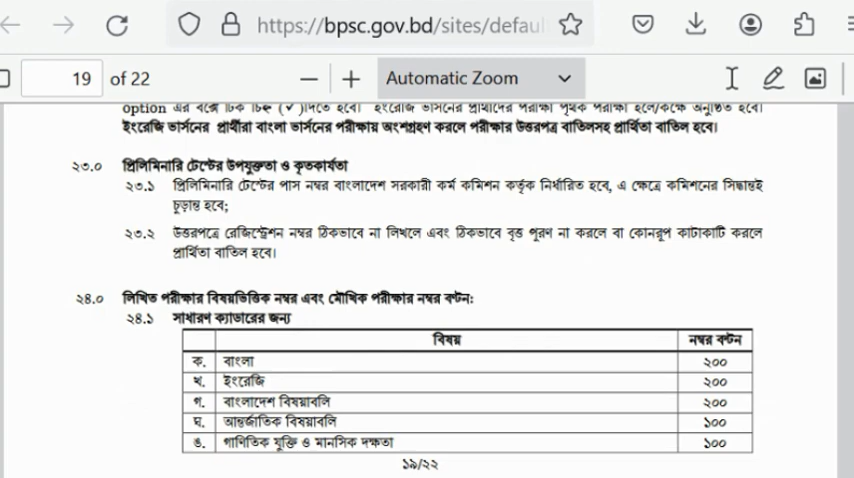 https://bpsc.gov.bd/sites/defaul
19 of 22
Automatic Zoom
option এর বক্সে টিক চিহ্ন (✓)দিতে হবে। ইংরেজি ভার্সনের প্রার্থীদের পরীক্ষা পৃথক পরীক্ষা হলে/কক্ষে অনুষ্ঠিত হবে।
ইংরেজি ভার্সনের প্রার্থীরা বাংলা ভার্সনের পরীক্ষায় অংশগ্রহণ করলে পরীক্ষার উত্তরপত্র বাতিলসহ প্রার্থিতা বাতিল হবে।
২৩.০ প্রিলিমিনারি টেস্টের উপযুক্ততা ও কৃতকার্যতা
২৩.১ প্রিলিমিনারি টেস্টের পাস নম্বর বাংলাদেশ সরকারী কর্ম কমিশন কর্তৃক নির্ধারিত হবে, এ ক্ষেত্রে কমিশনের সিদ্ধান্তই
চূড়ান্ত হবে;
২৩.২ উত্তরপত্রে রেজিস্ট্রেশন নম্বর ঠিকভাবে না লিখলে এবং ঠিকভাবে বৃত্ত পূরণ না করলে বা কোনরূপ কাটাকাটি করলে
প্রার্থিতা বাতিল হবে।
২৪.০ লিখিত পরীক্ষার বিষয়ভিত্তিক নম্বর এবং মৌখিক পরীক্ষার নম্বর বণ্টন:
২৪.১ সাধারণ ক্যাডারের জন্য
বিষয় নম্বর বণ্টন
ক. বাংলা ২০০
খ. ইংরেজি ২০০
গ. বাংলাদেশ বিষয়াবলি ২০০
ঘ. আন্তর্জাতিক বিষয়াবলি ১০০
ঙ. গাণিতিক যুক্তি ও মানসিক দক্ষতা ১০০
১৯/২২